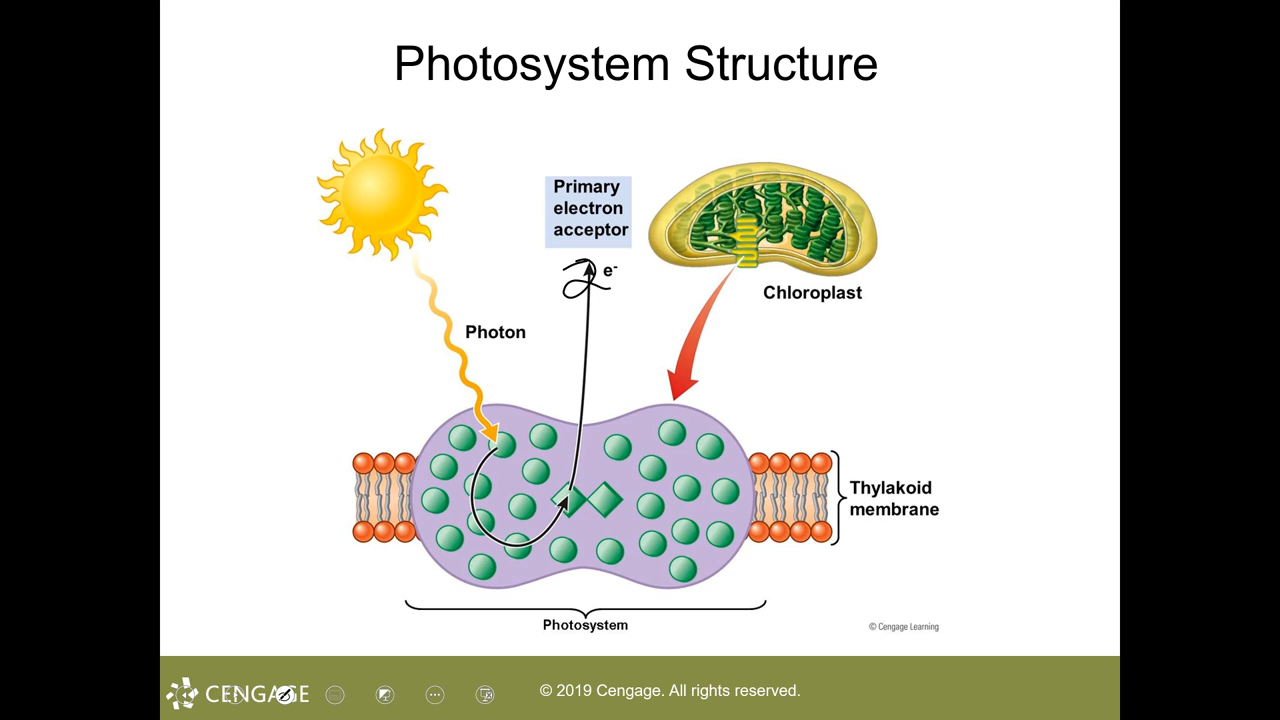 Photosystem Structure
Primary
electron
acceptor
e⁻
Chloroplast
Photon
Thylakoid
membrane
Photosystem
© Cengage Learning
CENGAGE
© 2019 Cengage. All rights reserved.